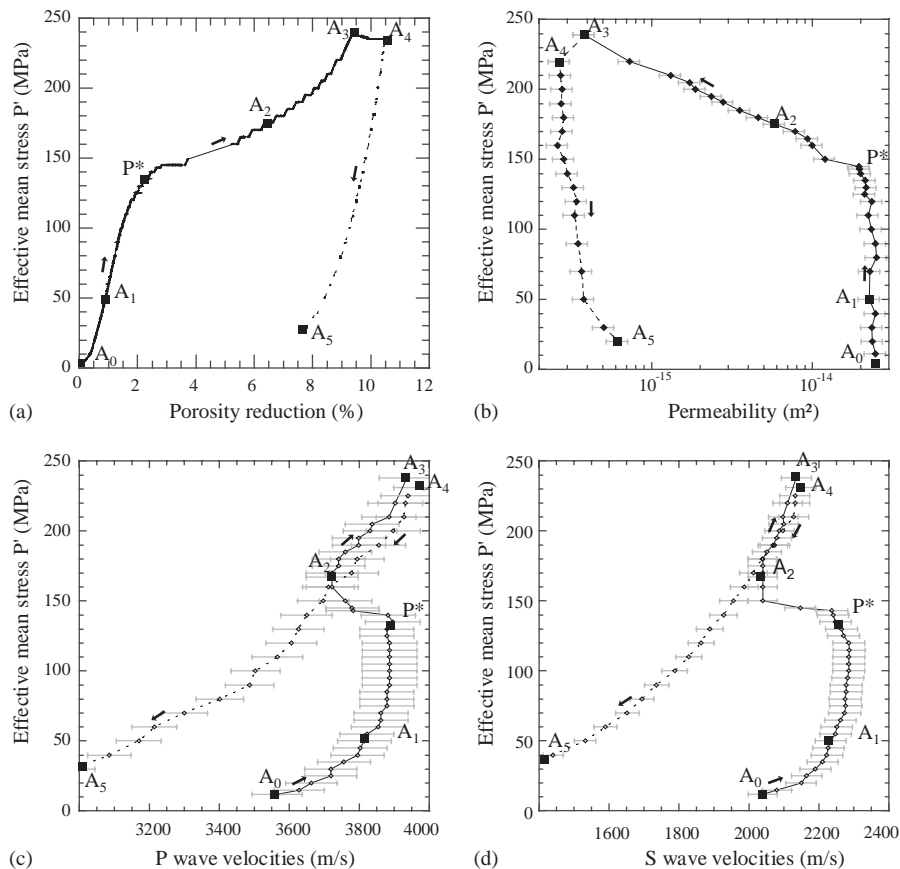 (a)
Effective mean stress P' (MPa)
250
200
150
100
50
0
A3
A4
A2
P*
A1
A0
A5
0 2 4 6 8 10 12
Porosity reduction (%)
(b)
Effective mean stress P' (MPa)
250
200
150
100
50
0
A3
A4
A2
P*
A1
A0
A5
10-15 10-14
Permeability (m²)
(c)
Effective mean stress P' (MPa)
250
200
150
100
50
0
A3
A4
A2
P*
A1
A0
A5
3200 3400 3600 3800 4000
P wave velocities (m/s)
(d)
Effective mean stress P' (MPa)
250
200
150
100
50
0
A3
A4
A2
P*
A1
A0
A5
1600 1800 2000 2200 2400
S wave velocities (m/s)